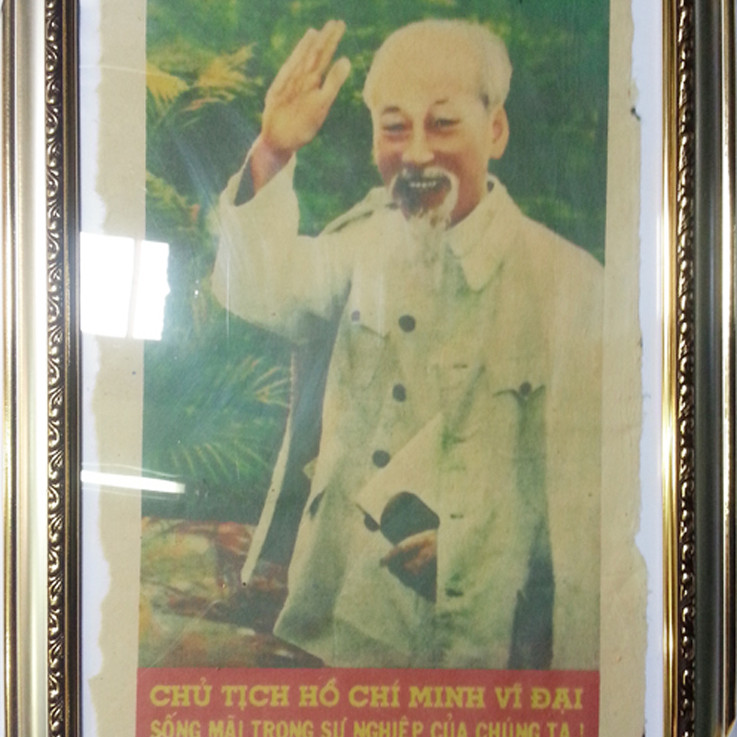 CHỦ TỊCH HỒ CHÍ MINH VĨ ĐẠI
SỐNG MÃI TRONG SỰ NGHIỆP CỦA CHÚNG TA !